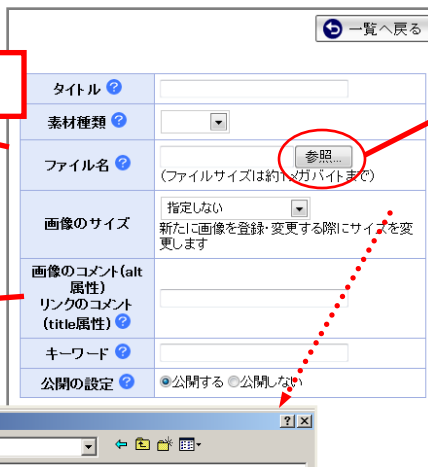 一覧へ戻る
タイトル
素材種類
ファイル名
参照...
(ファイルサイズは約1メガバイトまで)
画像のサイズ
指定しない
新たに画像を登録・変更する際にサイズを変
更します
画像のコメント(alt
属性)
リンクのコメント
(title属性)
キーワード
公開の設定
公開する 公開しない